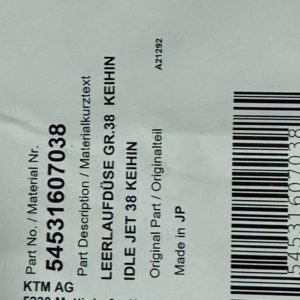 Part No. / Material Nr.
54531607038
Part Description / Materialkurztext
LEERLAUFDÜSE GR.38 KEIHIN
IDLE JET 38 KEIHIN
Original Part / Originalteil
A21292
Made in JP
KTM AG